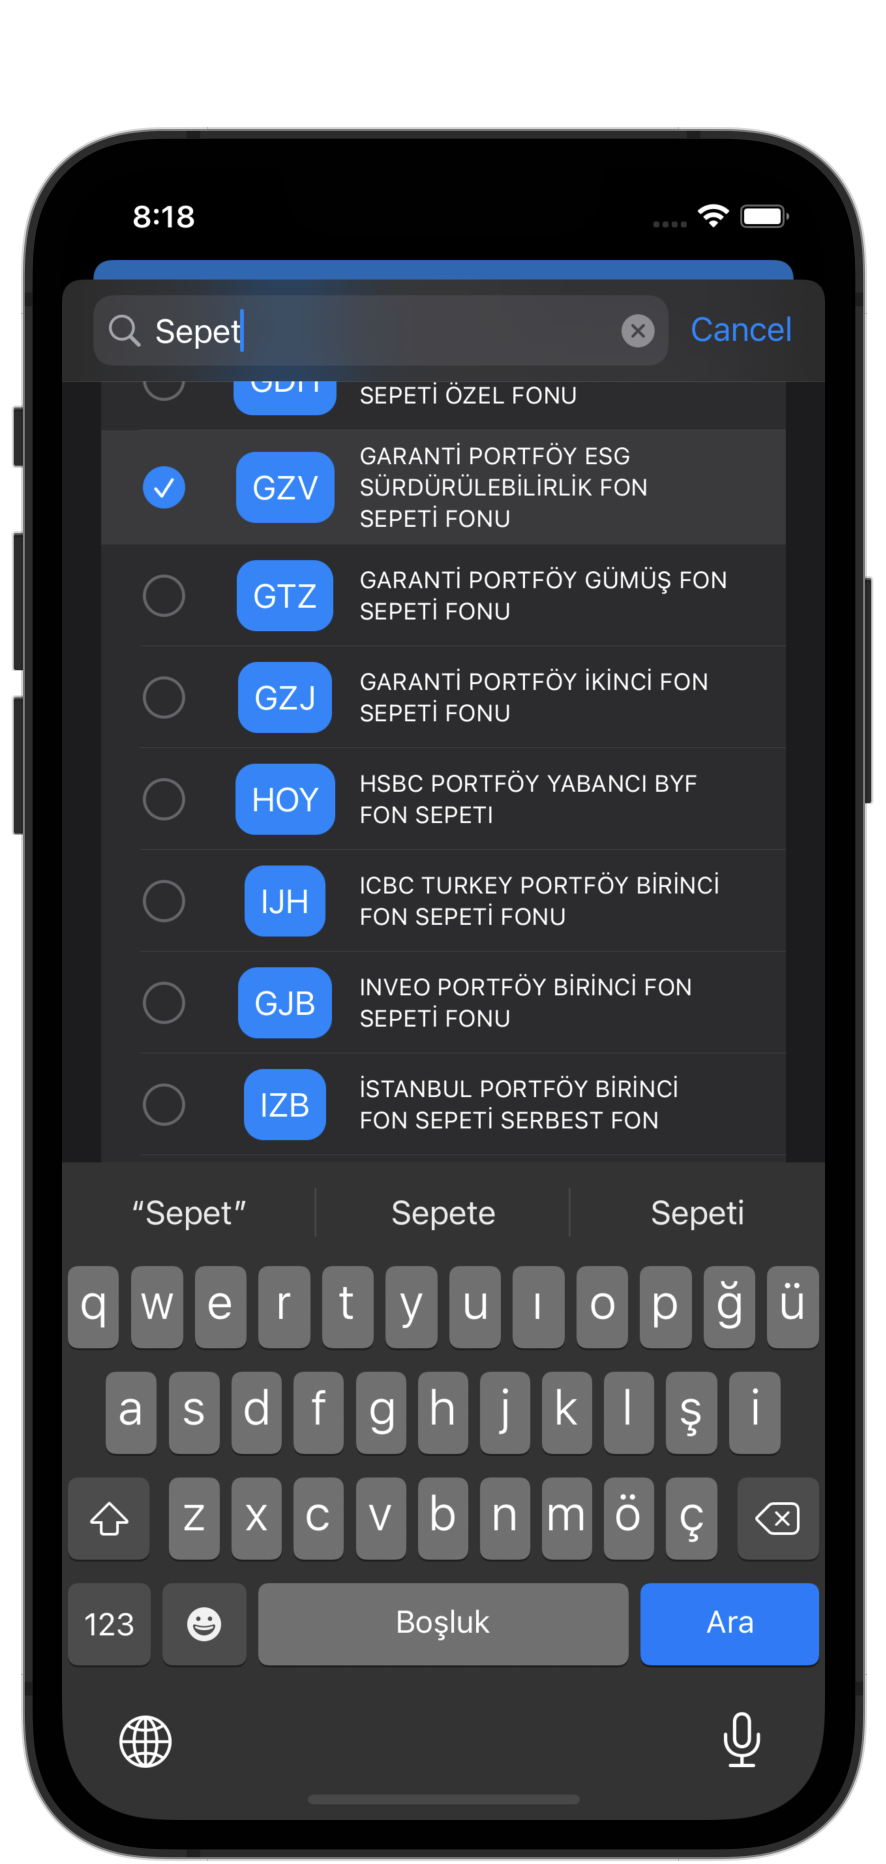 8:18
Sepet
Cancel
SEPETİ ÖZEL FONU
GZV
GARANTİ PORTFÖY ESG
SÜRDÜRÜLEBİLİRLİK FON
SEPETİ FONU
GTZ
GARANTİ PORTFÖY GÜMÜŞ FON
SEPETİ FONU
GZJ
GARANTİ PORTFÖY İKİNCİ FON
SEPETİ FONU
HOY
HSBC PORTFÖY YABANCI BYF
FON SEPETI
IJH
ICBC TURKEY PORTFÖY BİRİNCİ
FON SEPETİ FONU
GJB
INVEO PORTFÖY BİRİNCİ FON
SEPETİ FONU
IZB
İSTANBUL PORTFÖY BİRİNCİ
FON SEPETİ SERBEST FON
“Sepet” Sepete Sepeti
q w e r t y u ı o p ğ ü
a s d f g h j k l ş i
z x c v b n m ö ç
123 Boşluk Ara